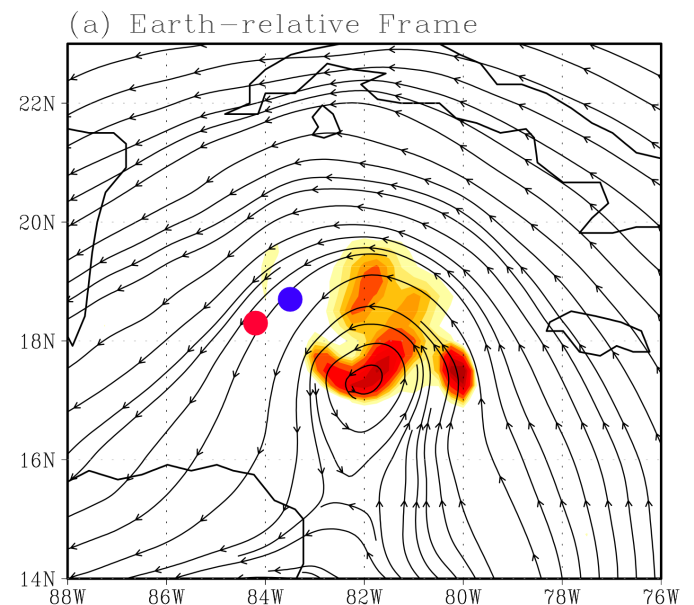 (a) Earth−relative Frame
22N
20N
18N
16N
14N
88W 86W 84W 82W 80W 78W 76W